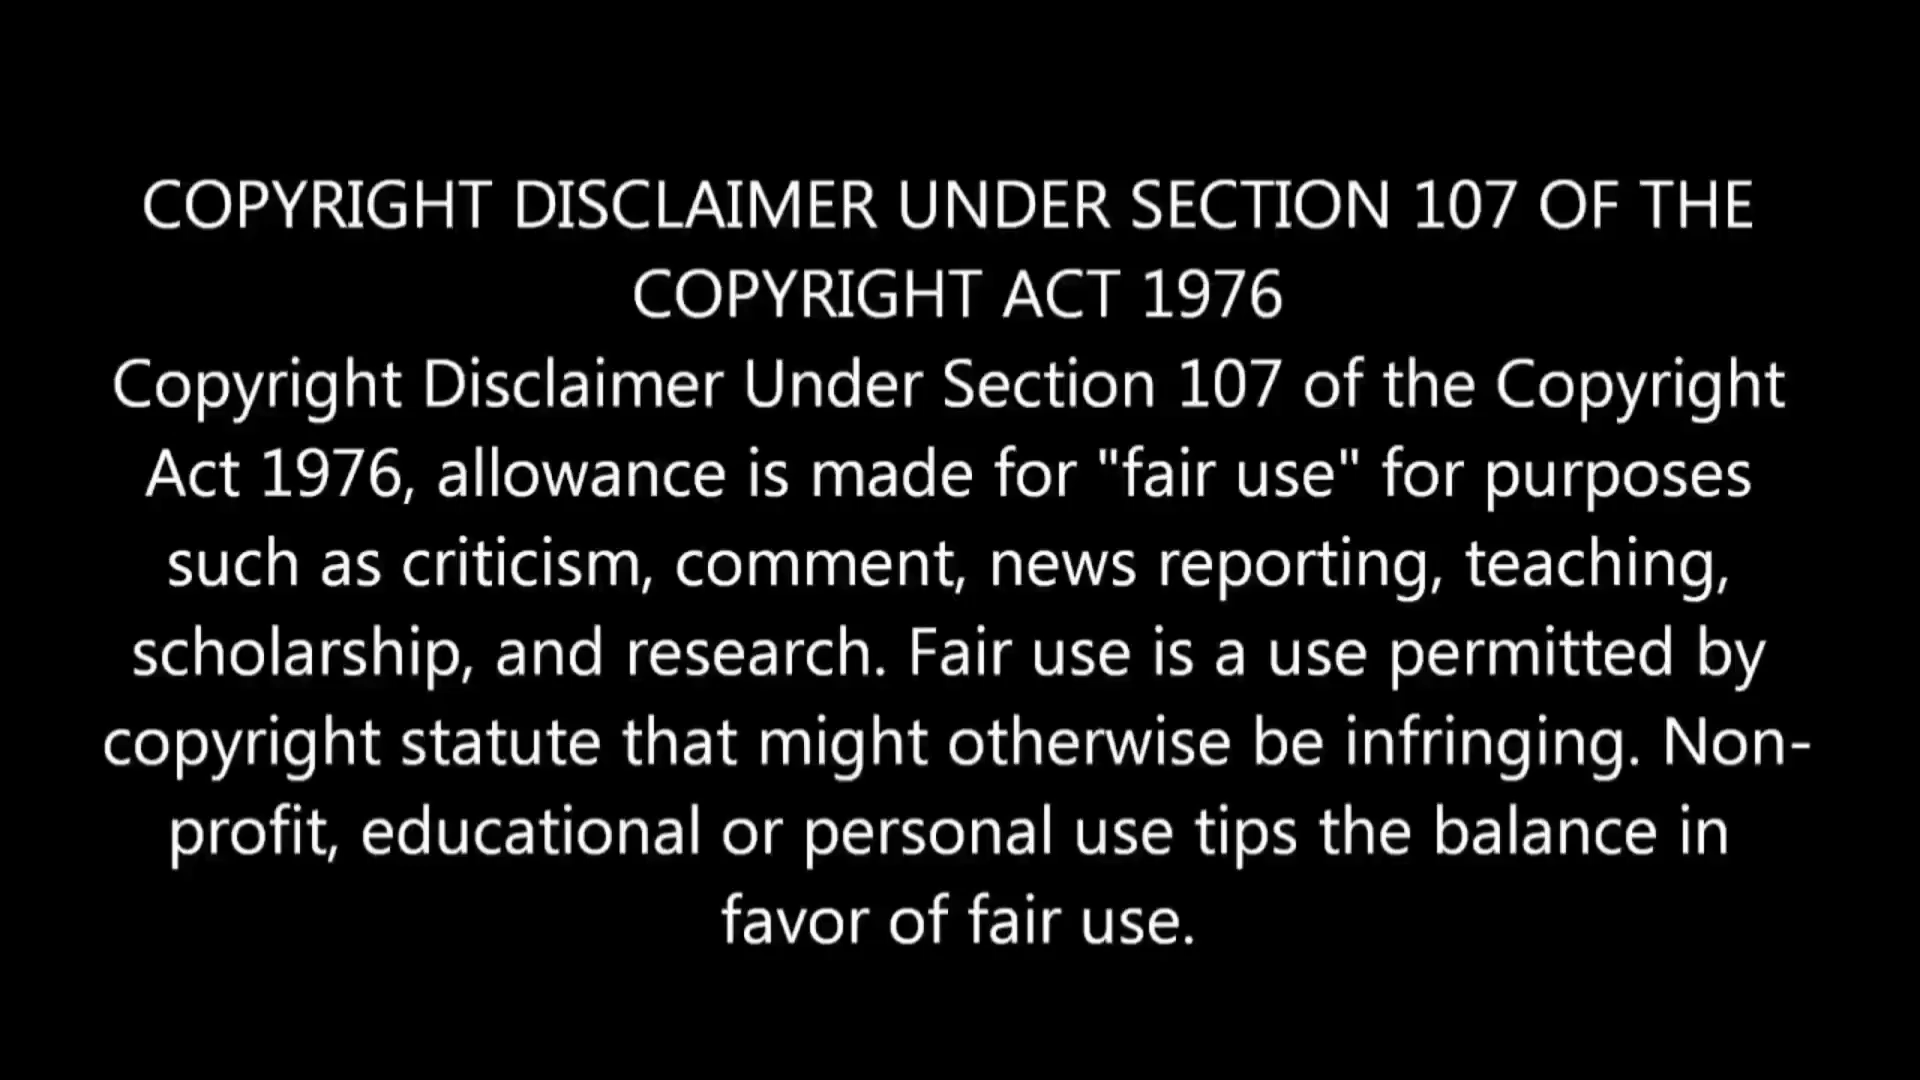 COPYRIGHT DISCLAIMER UNDER SECTION 107 OF THE
COPYRIGHT ACT 1976
Copyright Disclaimer Under Section 107 of the Copyright
Act 1976, allowance is made for "fair use" for purposes
such as criticism, comment, news reporting, teaching,
scholarship, and research. Fair use is a use permitted by
copyright statute that might otherwise be infringing. Non-
profit, educational or personal use tips the balance in
favor of fair use.